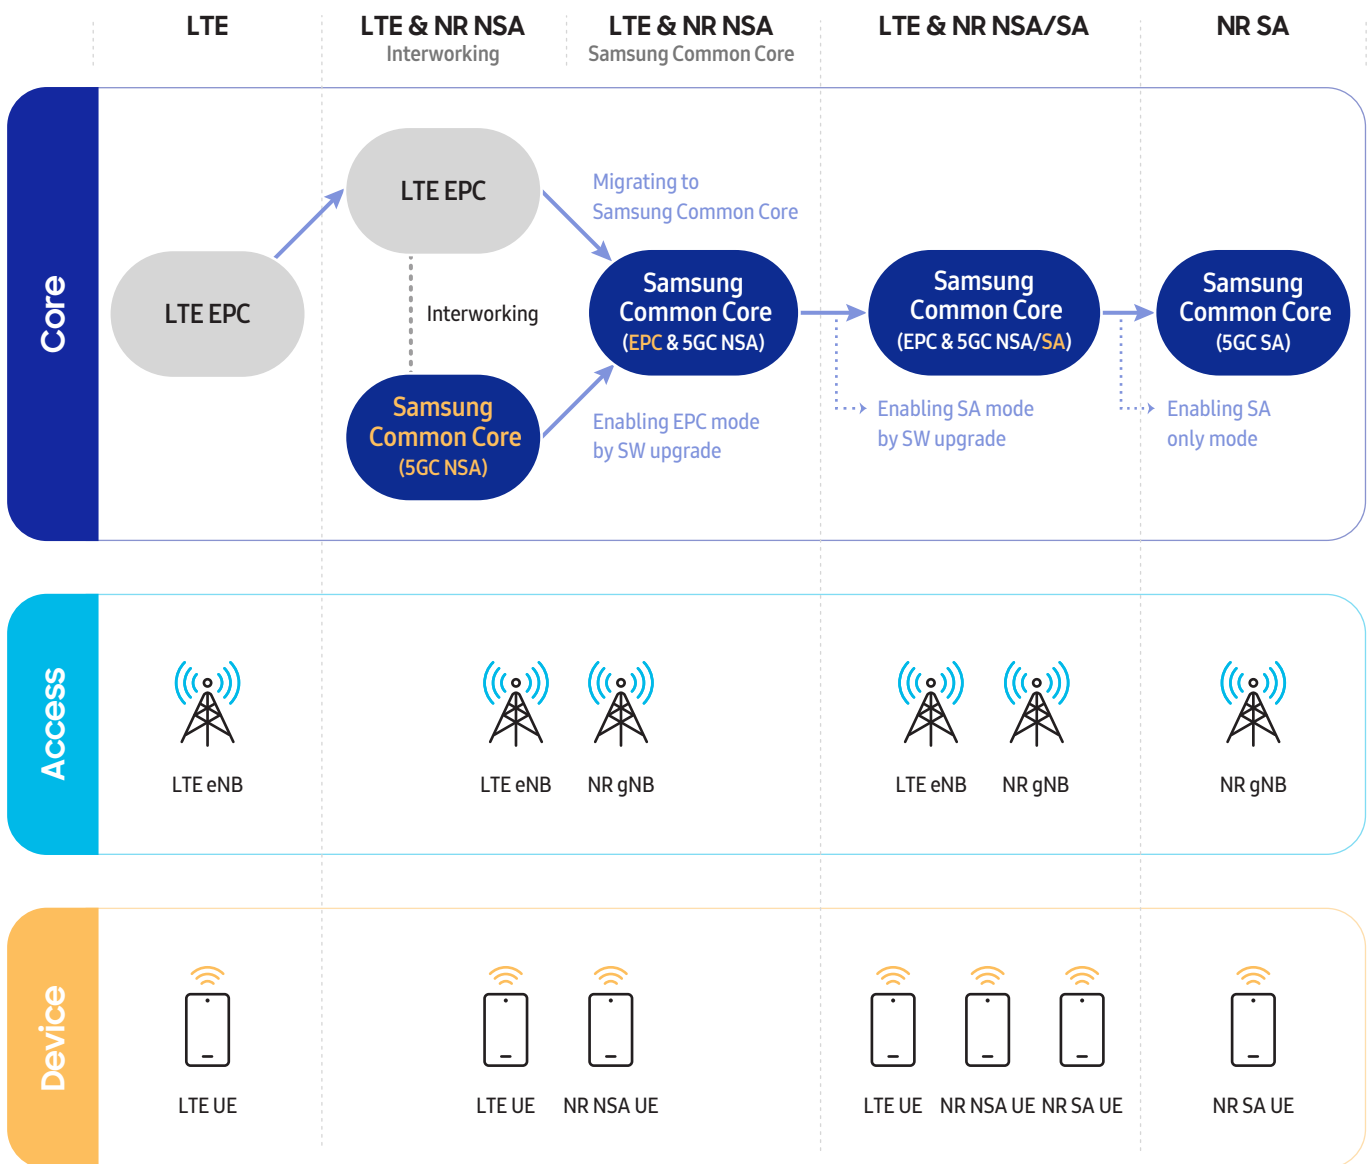 LTE
LTE & NR NSA
Interworking
LTE & NR NSA
Samsung Common Core
LTE & NR NSA/SA
NR SA
Core
LTE EPC
LTE EPC
Interworking
Samsung
Common Core
(5GC NSA)
Migrating to
Samsung Common Core
Samsung
Common Core
(EPC & 5GC NSA)
Enabling EPC mode
by SW upgrade
Samsung
Common Core
(EPC & 5GC NSA/SA)
Enabling SA mode
by SW upgrade
Samsung
Common Core
(5GC SA)
Enabling SA
only mode
Access
LTE eNB
LTE eNB
NR gNB
LTE eNB
NR gNB
NR gNB
Device
LTE UE
LTE UE
NR NSA UE
LTE UE
NR NSA UE
NR SA UE
NR SA UE